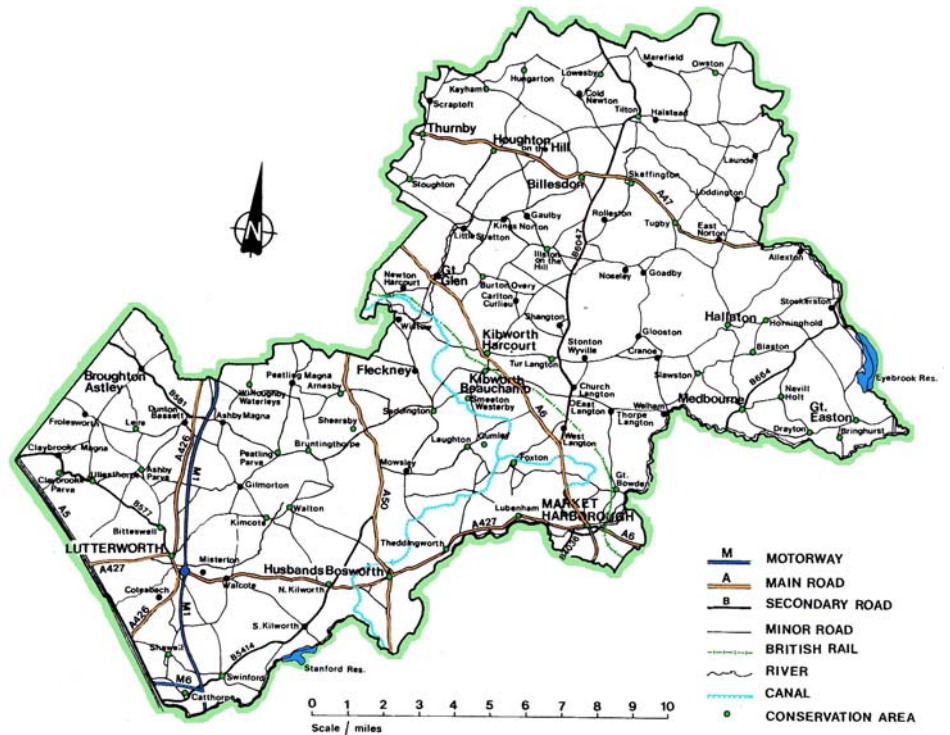 Marefield
Owston
Hungarton
Lowesby
Keyham
Cold
Newton
Scraptoft
Tilton
Halstead
Thurnby
Houghton
on the Hill
Launde
Stoughton
Billesdon
Skeffington
A47
Loddington
Gaulby
Kings Norton
Rolleston
Tugby
East
Norton
Little Stretton
B6047
Illston
on the
Hill
Allexton
Newton
Harcourt
Gt.
Glen
Burton Overy
Noseley
Goadby
Carlton
Curlieu
Stockerston
Hallaton
Horninghold
Wistow
Shangton
Kibworth
Harcourt
Glooston
Stonton
Wyville
Cranoe
Blaston
Tur Langton
Slawston
Eyebrook Res.
Broughton
Astley
Peatling Magna
Arnesby
Fleckney
Kibworth
Beauchamp
Smeeton
Westerby
Church
Langton
B664
Nevill
Holt
Medbourne
Willoughby
Waterleys
B581
Dunton
Bassett
Ashby Magna
Saddington
A6
East
Langton
Thorpe
Langton
Welham
Gt.
Easton
Drayton
Bringhurst
Frolesworth
Leire
A426
Shearsby
Bruntingthorpe
Laughton
Gumley
West
Langton
Claybrooke Magna
Peatling
Parva
M1
Mowsley
Foxton
Claybrooke
Parva
Ullesthorpe
Ashby
Parva
Gilmorton
A50
Gt.
Bowden
A5
B577
Walton
Kimcote
Lubenham
MARKET
HARBOROUGH
Bitteswell
A427
Theddingworth
A6
LUTTERWORTH
Misterton
Husbands Bosworth
A427
Walcote
N. Kilworth
Cotesbach
A426
M1
S. Kilworth
Shawell
B5414
Stanford Res.
M6
Swinford
Catthorpe
N
M MOTORWAY
A MAIN ROAD
B SECONDARY ROAD
MINOR ROAD
BRITISH RAIL
RIVER
CANAL
CONSERVATION AREA
0 1 2 3 4 5 6 7 8 9 10
Scale / miles